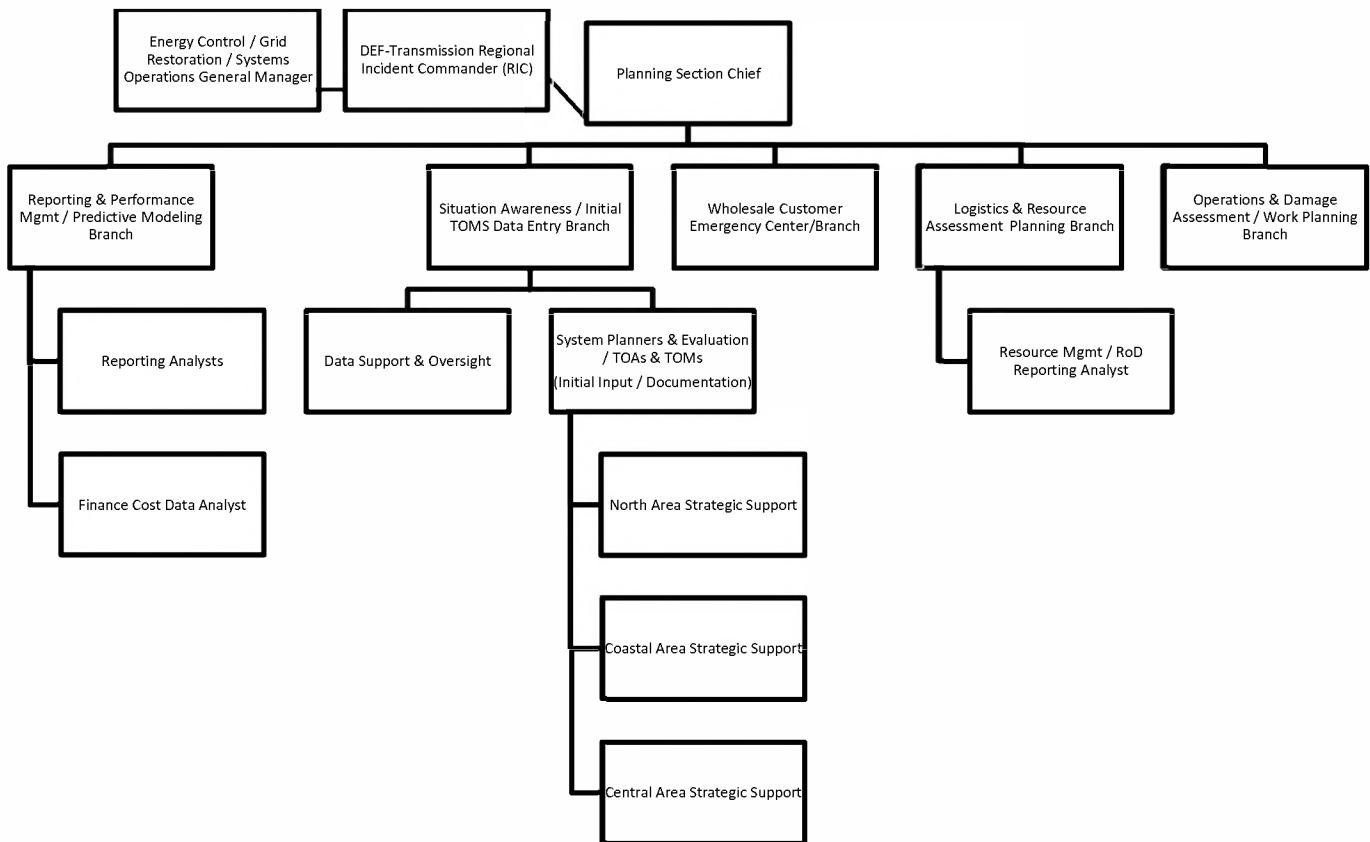 Energy Control / Grid
Restoration / Systems
Operations General Manager
DEF-Transmission Regional
Incident Commander (RIC)
Planning Section Chief
Reporting & Performance
Mgmt / Predictive Modeling
Branch
Situation Awareness / Initial
TOMS Data Entry Branch
Wholesale Customer
Emergency Center/Branch
Logistics & Resource
Assessment Planning Branch
Operations & Damage
Assessment / Work Planning
Branch
Reporting Analysts
Data Support & Oversight
System Planners & Evaluation
/ TOAs & TOMs
(Initial Input / Documentation)
Resource Mgmt / RoD
Reporting Analyst
Finance Cost Data Analyst
North Area Strategic Support
Coastal Area Strategic Support
Central Area Strategic Support